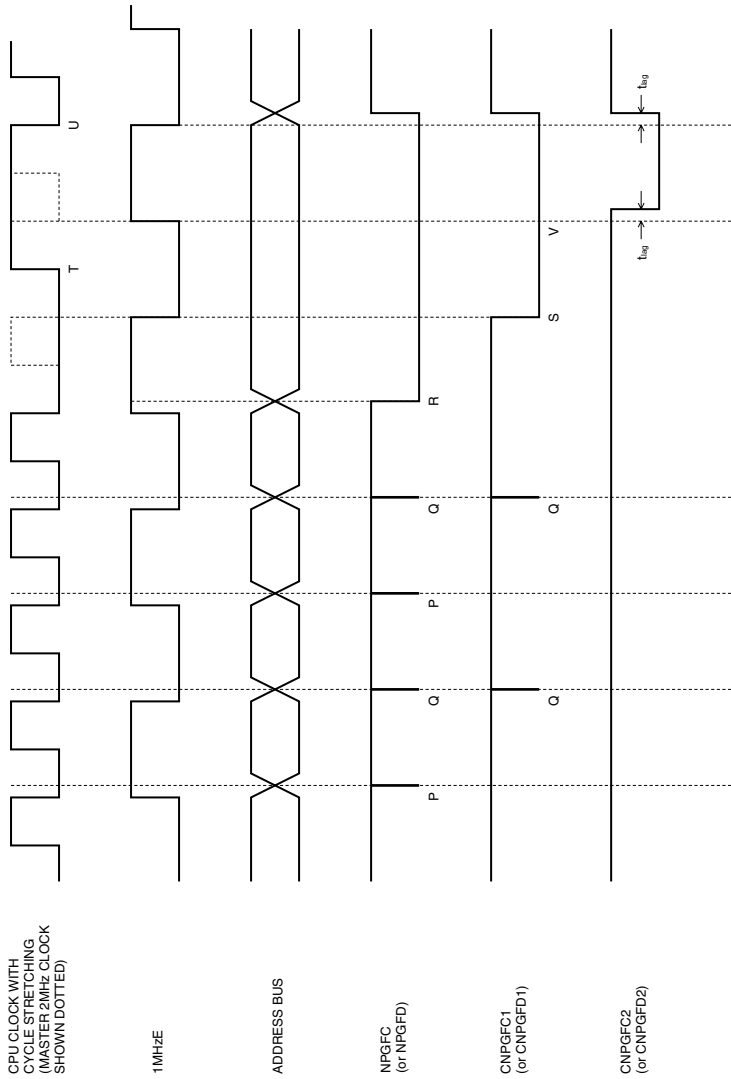 CPU CLOCK WITH
CYCLE STRETCHING
(MASTER 2MHz CLOCK
SHOWN DOTTED)
T
U
1MHzE
ADDRESS BUS
NPGFC
(or NPGFD)
P
Q
P
Q
R
CNPGFC1
(or CNPGFD1)
Q
Q
S
V
CNPGFC2
(or CNPGFD2)
tlag
tlag